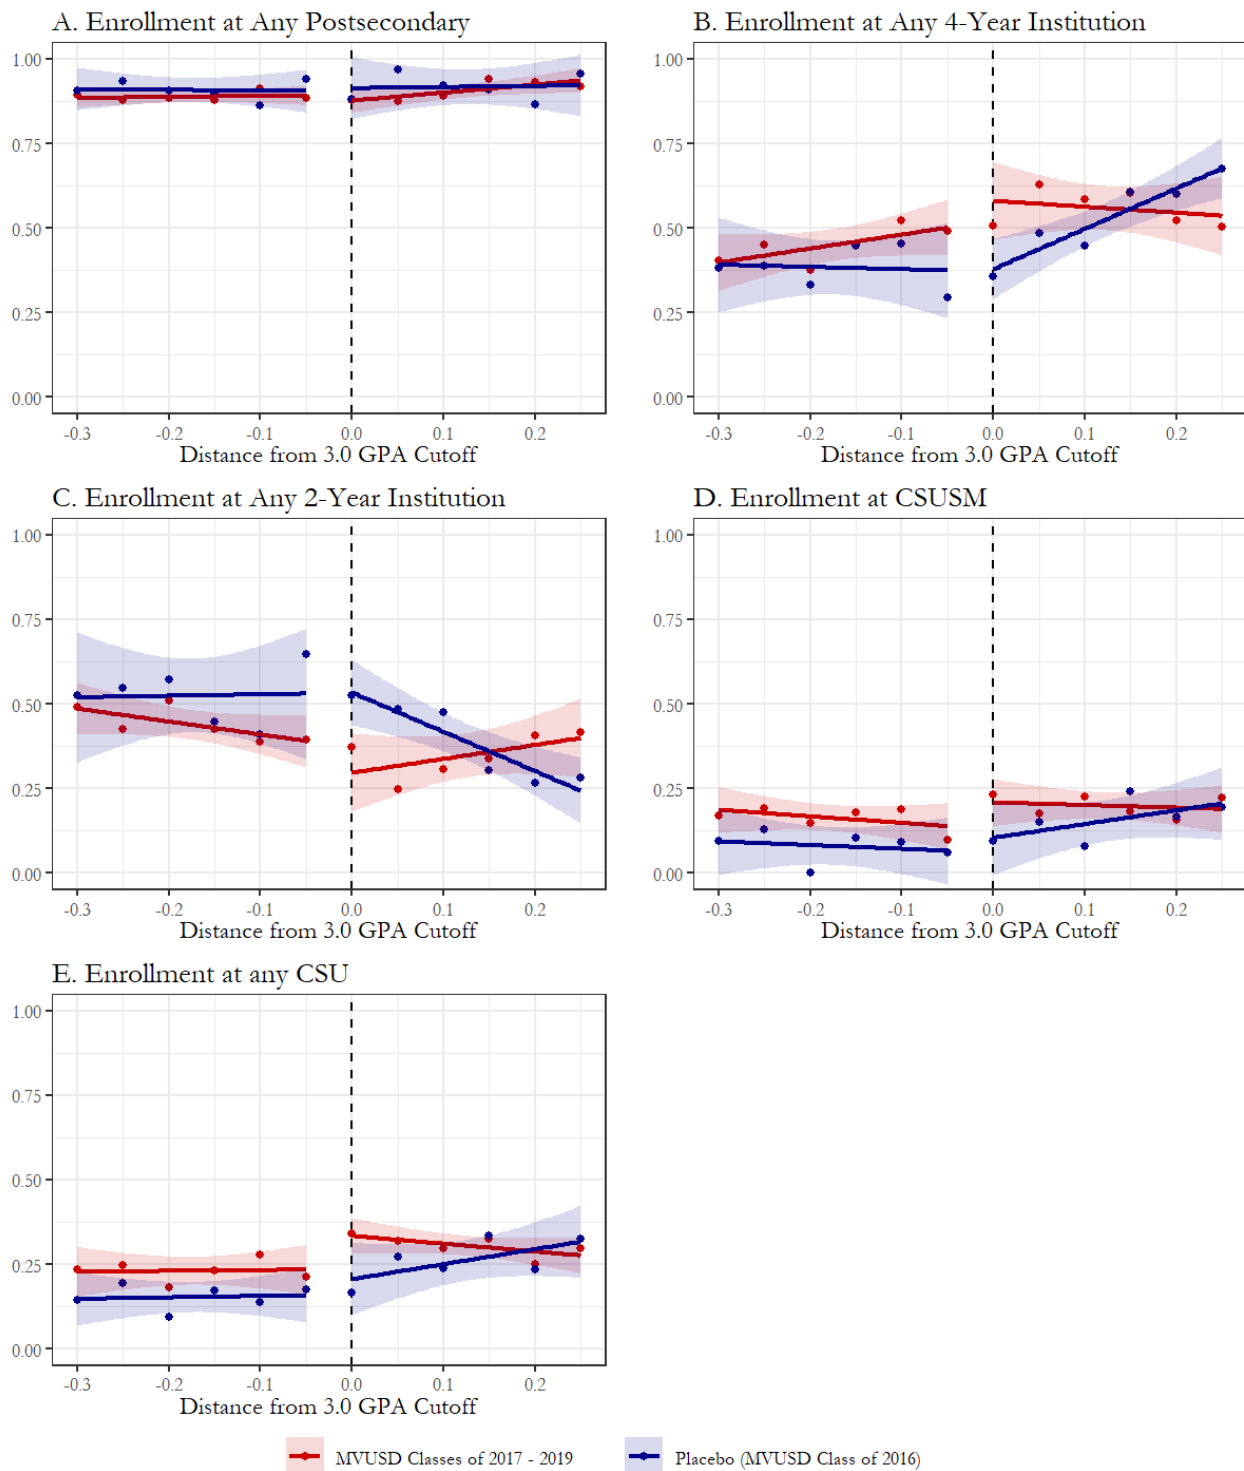 A. Enrollment at Any Postsecondary
1.00
0.75
0.50
0.25
0.00
-0.3 -0.2 -0.1 0.0 0.1 0.2
Distance from 3.0 GPA Cutoff
B. Enrollment at Any 4-Year Institution
1.00
0.75
0.50
0.25
0.00
-0.3 -0.2 -0.1 0.0 0.1 0.2
Distance from 3.0 GPA Cutoff
C. Enrollment at Any 2-Year Institution
1.00
0.75
0.50
0.25
0.00
-0.3 -0.2 -0.1 0.0 0.1 0.2
Distance from 3.0 GPA Cutoff
D. Enrollment at CSUSM
1.00
0.75
0.50
0.25
0.00
-0.3 -0.2 -0.1 0.0 0.1 0.2
Distance from 3.0 GPA Cutoff
E. Enrollment at any CSU
1.00
0.75
0.50
0.25
0.00
-0.3 -0.2 -0.1 0.0 0.1 0.2
Distance from 3.0 GPA Cutoff
MVUSD Classes of 2017 - 2019
Placebo (MVUSD Class of 2016)